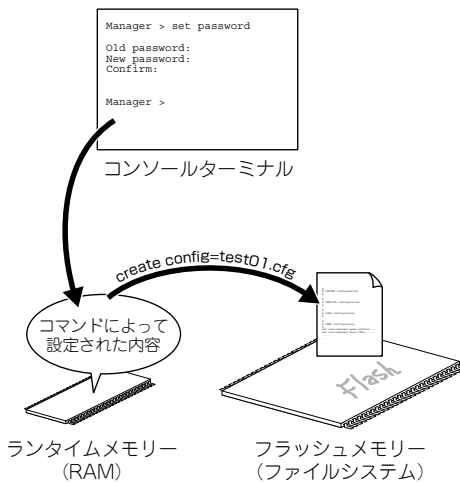 Manager > set password
Old password:
New password:
Confirm:
Manager >
コンソールターミナル
create config=test01.cfg
コマンドによって
設定された内容
Flash
ランタイムメモリー
（RAM）
フラッシュメモリー
（ファイルシステム）